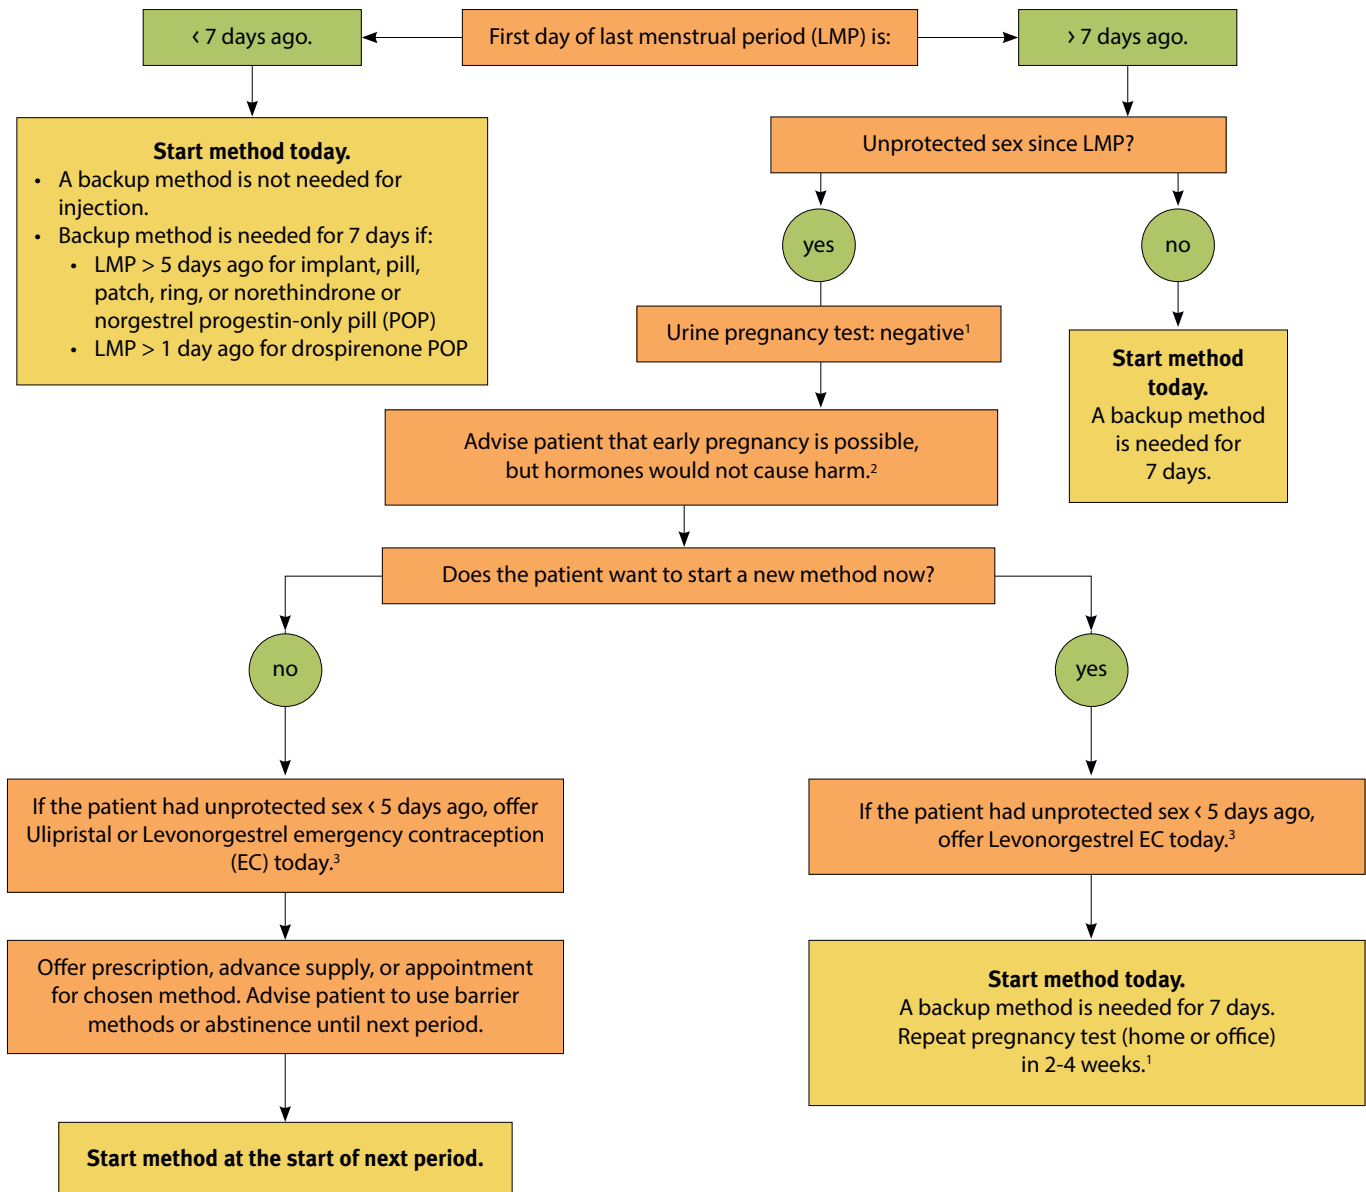 ‹ 7 days ago.
First day of last menstrual period (LMP) is:
› 7 days ago.
Start method today.
• A backup method is not needed for
injection.
• Backup method is needed for 7 days if:
• LMP > 5 days ago for implant, pill,
patch, ring, or norethindrone or
norgestrel progestin-only pill (POP)
• LMP > 1 day ago for drospirenone POP
Unprotected sex since LMP?
yes
no
Urine pregnancy test: negative¹
Start method
today.
A backup method
is needed for
7 days.
Advise patient that early pregnancy is possible,
but hormones would not cause harm.²
Does the patient want to start a new method now?
no
yes
If the patient had unprotected sex ‹ 5 days ago, offer
Ulipristal or Levonorgestrel emergency contraception
(EC) today.³
If the patient had unprotected sex ‹ 5 days ago,
offer Levonorgestrel EC today.³
Offer prescription, advance supply, or appointment
for chosen method. Advise patient to use barrier
methods or abstinence until next period.
Start method today.
A backup method is needed for 7 days.
Repeat pregnancy test (home or office)
in 2-4 weeks.¹
Start method at the start of next period.